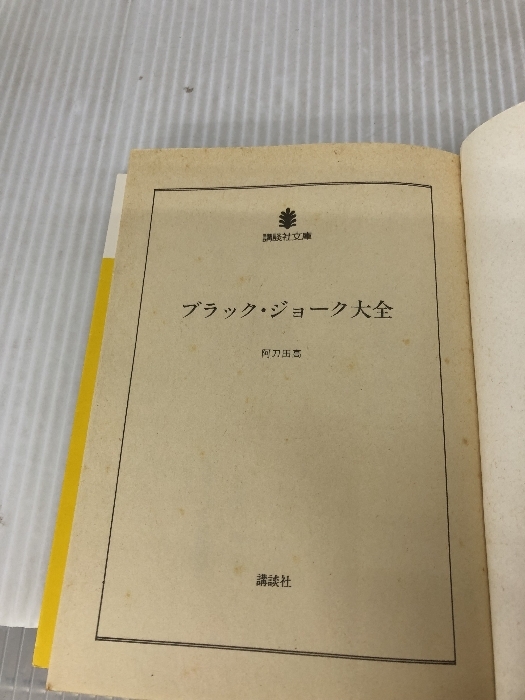 講談社文庫
ブラック・ジョーク大全
阿刀田高
講談社